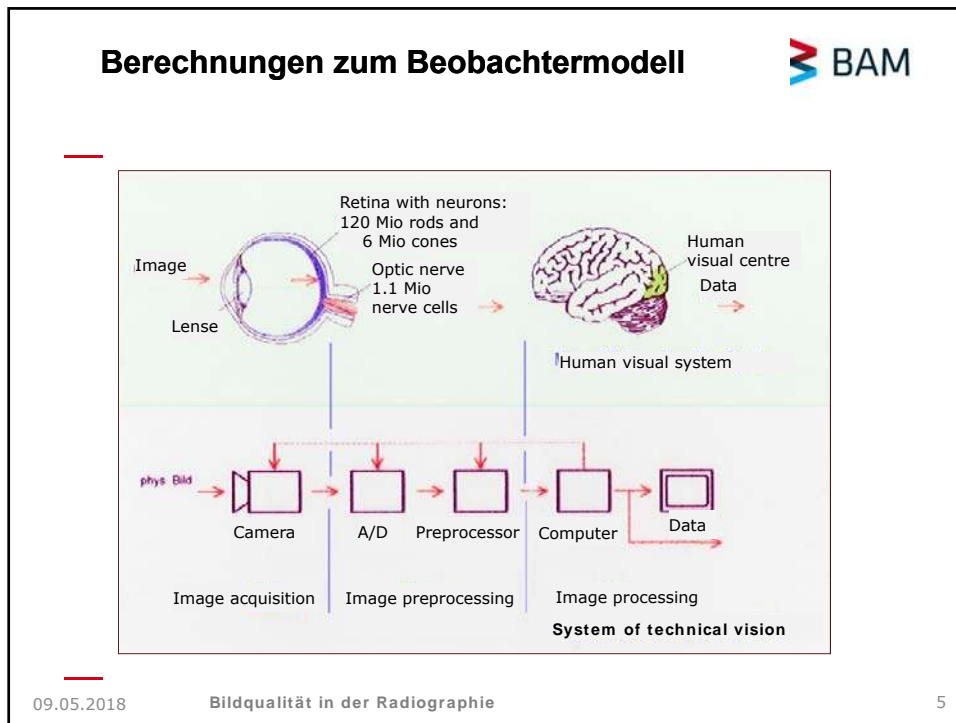 Berechnungen zum Beobachtermodell
BAM
Retina with neurons:
120 Mio rods and
6 Mio cones
Image
Optic nerve
1.1 Mio
nerve cells
Lense
Human
visual centre
Data
Human visual system
phys Bild
Camera
A/D
Preprocessor
Computer
Data
Image acquisition
Image preprocessing
Image processing
System of technical vision
09.05.2018
Bildqualität in der Radiographie
5